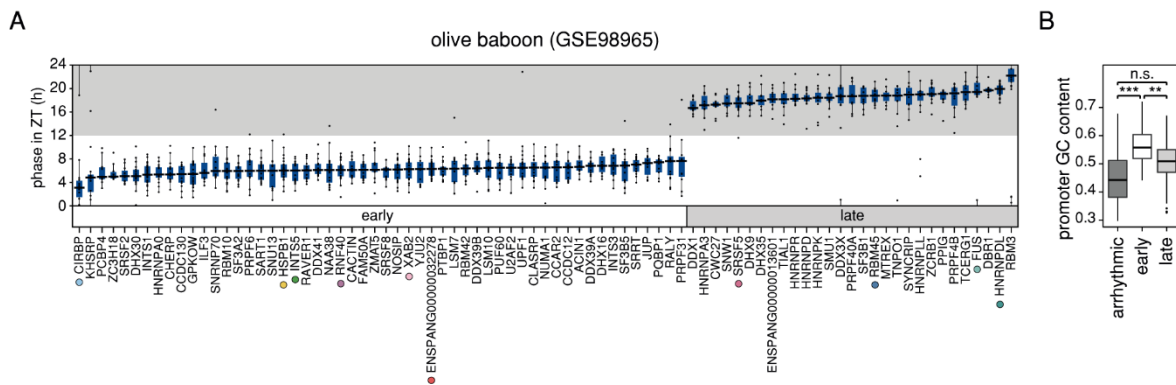 A
olive baboon (GSE98965)
phase in ZT (h)
24
20
16
12
8
4
0
early
late
CIRBP
KHSRP
PCBP4
ZC3H18
SRSF2
DHX30
INTS1
HNRNPA0
CHERP
CCDC130
GPKOW
ILF3
SNRNP70
RBM10
SF3A2
PRPF6
SART1
SNU13
HSPB1
INTS5
RAVER1
DDX41
NAA38
RNF40
CACTIN
FAM50A
ZMAT5
SRSF8
NOSIP
XAB2
YJU2
ENSPANG00000032278
PTBP1
LSM7
RBM42
DDX39B
LSM10
PUF60
U2AF2
UPF1
CLASRP
NUMA1
CCAR2
CCDC12
ACIN1
DDX39A
DHX16
INTS3
SF3B5
SRRT
JUP
PQBP1
RALY
PRPF31
DDX1
HNRNPA3
CWC27
SNW1
SRSF5
DHX9
DHX35
ENSPANG00000013601
TIAL1
HNRNPR
HNRNPD
HNRNPK
SMU1
DDX3X
PRPF40A
SF3B1
RBM45
MTREX
TNPO1
SYNCRIP
HNRNPLL
ZCRB1
PPIG
PRPF4B
TCERG1
FUS
DBR1
HNRNPDL
RBM3
B
promoter GC content
0.7
0.6
0.5
0.4
0.3
n.s.
*** **
arrhythmic
early
late